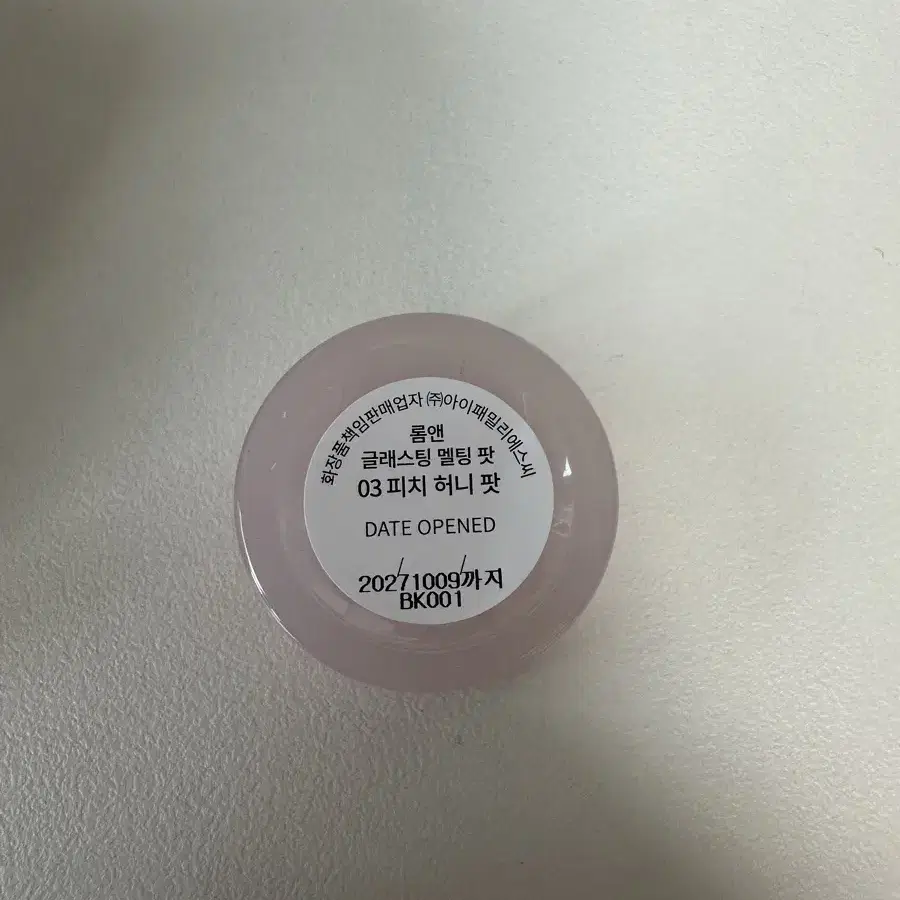 화장품책임판매업자 ㈜아이패밀리에스씨
롬앤
글래스팅 멜팅 팟
03 피치 허니 팟
DATE OPENED
/ /
20271009까지
BK001